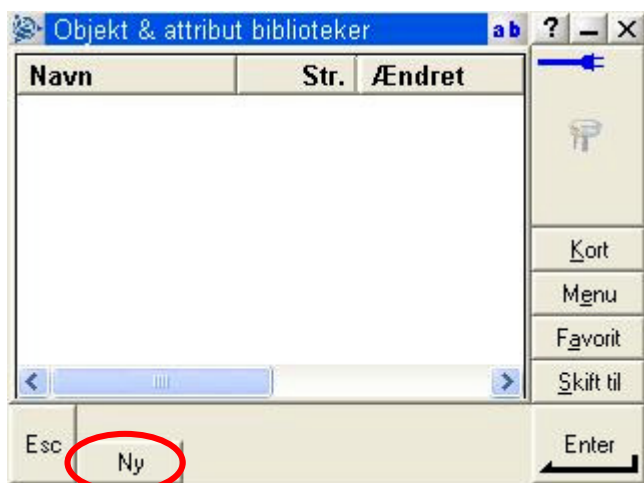 Objekt & attribut biblioteker ab ? – X
Navn Str. Ændret
Kort
Menu
Favorit
Skift til
Esc Ny Enter